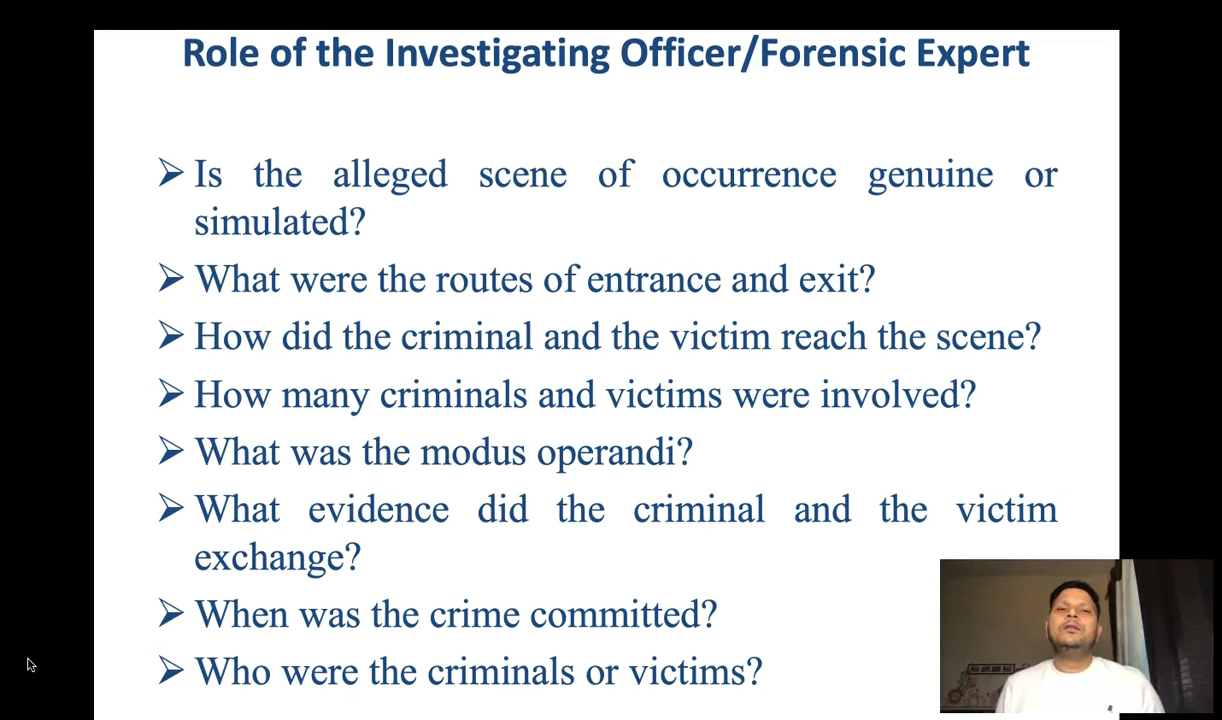 Role of the Investigating Officer/Forensic Expert
➢ Is the alleged scene of occurrence genuine or
simulated?
➢ What were the routes of entrance and exit?
➢ How did the criminal and the victim reach the scene?
➢ How many criminals and victims were involved?
➢ What was the modus operandi?
➢ What evidence did the criminal and the victim
exchange?
➢ When was the crime committed?
➢ Who were the criminals or victims?